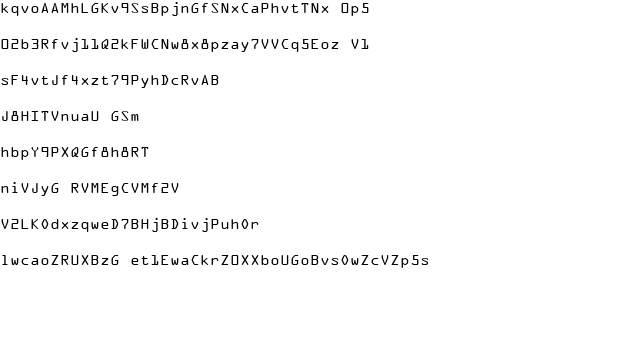 kqvoAAMhLGKv9SsBpjnGfSNxCaPhvtTNx Op5
O2b3Rfvj11Q2kFWCNw8x8pzay7VVCq5Eoz V1
sF4vtJf4xzt79PyhDcRvAB
J8HITVnuaU GSm
hbpY9PXQGf8h8RT
niVJyG RVMEgCVMf2V
V2LK0dxzqweD7BHjBDivjPuh0r
1wcaoZRUXBzG et1EwaCkrZOXXboUGoBvs0wZcVZp5s